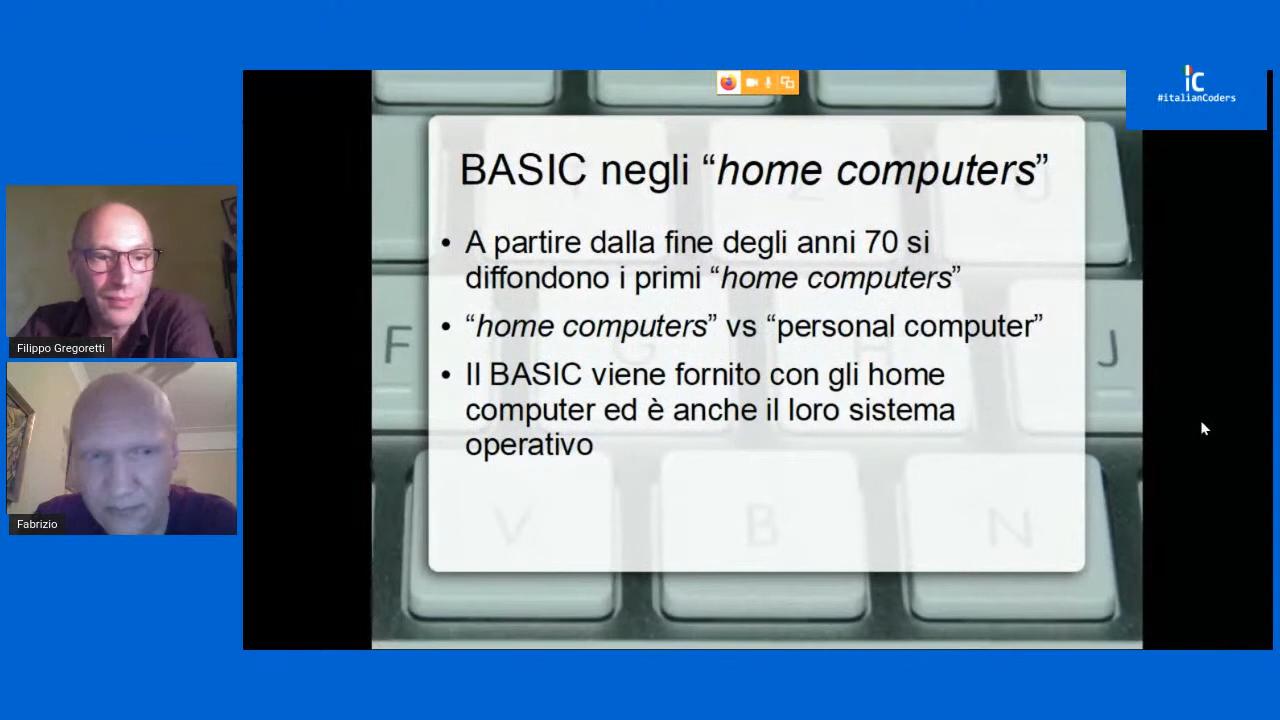 iC
#italianCoders
BASIC negli “home computers”
• A partire dalla fine degli anni 70 si
diffondono i primi “home computers”
• “home computers” vs “personal computer”
• Il BASIC viene fornito con gli home
computer ed è anche il loro sistema
operativo
F
G
H
J
V
B
N
Filippo Gregoretti
Fabrizio